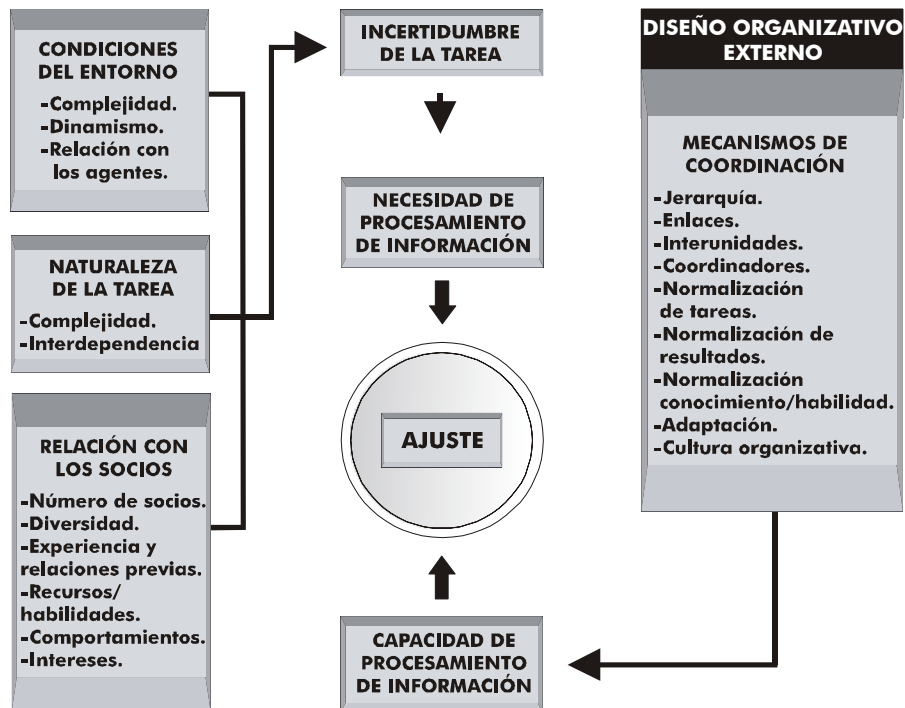 CONDICIONES
DEL ENTORNO
-Complejidad.
-Dinamismo.
-Relación con
los agentes.
NATURALEZA
DE LA TAREA
-Complejidad.
-Interdependencia
RELACIÓN CON
LOS SOCIOS
-Número de socios.
-Diversidad.
-Experiencia y
relaciones previas.
-Recursos/
habilidades.
-Comportamientos.
-Intereses.
INCERTIDUMBRE
DE LA TAREA
NECESIDAD DE
PROCESAMIENTO
DE INFORMACIÓN
AJUSTE
CAPACIDAD DE
PROCESAMIENTO
DE INFORMACIÓN
DISEÑO ORGANIZATIVO
EXTERNO
MECANISMOS DE
COORDINACIÓN
-Jerarquía.
-Enlaces.
-Interunidades.
-Coordinadores.
-Normalización
de tareas.
-Normalización de
resultados.
-Normalización
conocimiento/habilidad.
-Adaptación.
-Cultura organizativa.